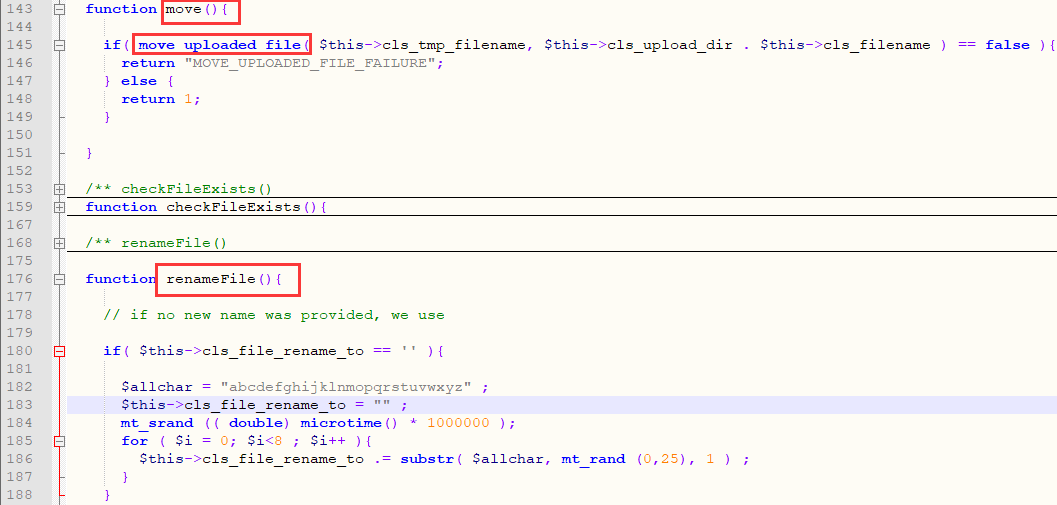 143 function move(){
144
145 if( move_uploaded_file( $this->cls_tmp_filename, $this->cls_upload_dir . $this->cls_filename ) == false ){
146 return "MOVE_UPLOADED_FILE_FAILURE";
147 } else {
148 return 1;
149 }
150
151 }
152
153 /** checkFileExists()
159 function checkFileExists(){
167
168 /** renameFile()
175
176 function renameFile(){
177
178 // if no new name was provided, we use
179
180 if( $this->cls_file_rename_to == '' ){
181
182 $allchar = "abcdefghijklnmopqrstuvwxyz" ;
183 $this->cls_file_rename_to = "" ;
184 mt_srand (( double) microtime() * 1000000 );
185 for ( $i = 0; $i<8 ; $i++ ){
186 $this->cls_file_rename_to .= substr( $allchar, mt_rand (0,25), 1 ) ;
187 }
188 }